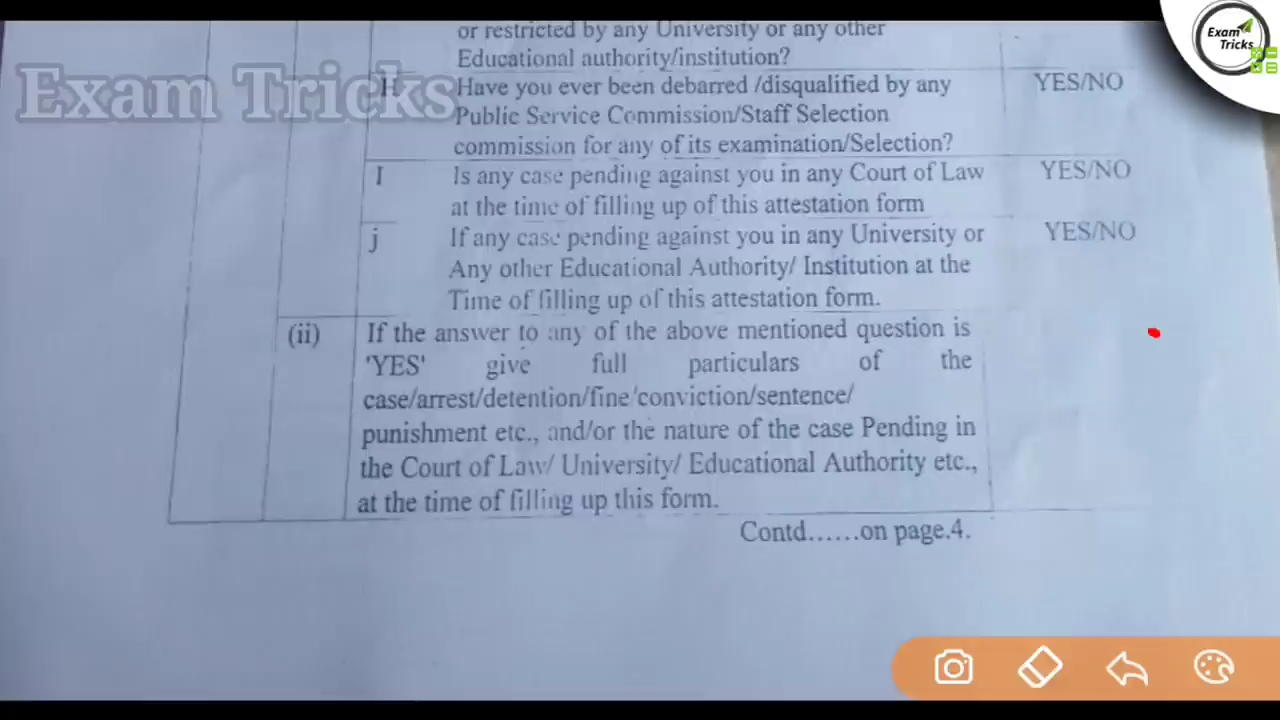 or restricted by any University or any other
Educational authority/institution?
H Have you ever been debarred /disqualified by any YES/NO
Public Service Commission/Staff Selection
commission for any of its examination/Selection?
I Is any case pending against you in any Court of Law YES/NO
at the time of filling up of this attestation form
j If any case pending against you in any University or YES/NO
Any other Educational Authority/ Institution at the
Time of filling up of this attestation form.
(ii) If the answer to any of the above mentioned question is
'YES' give full particulars of the
case/arrest/detention/fine/conviction/sentence/
punishment etc., and/or the nature of the case Pending in
the Court of Law/ University/ Educational Authority etc.,
at the time of filling up this form.
Contd......on page.4.
Exam Tricks
Exam
Tricks